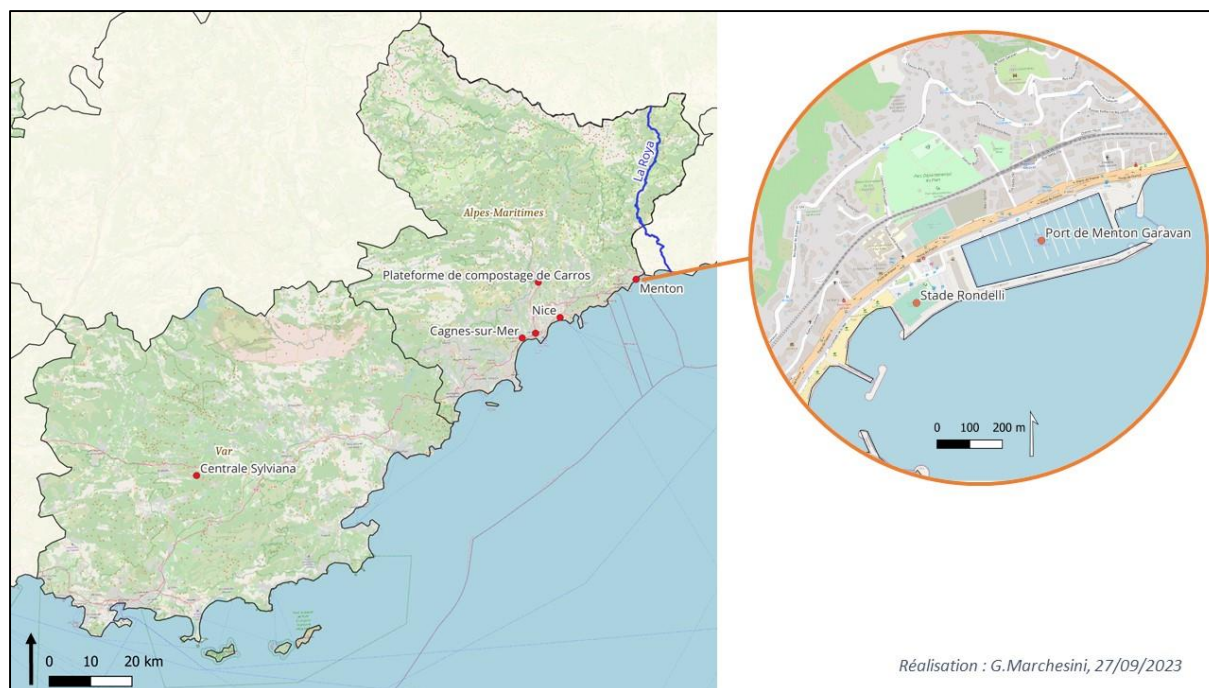 La Roya
Alpes-Maritimes
Plateforme de compostage de Carros
Menton
Nice
Cagnes-sur-Mer
Var
Centrale Sylviana
0 10 20 km
Port de Menton Garavan
Stade Rondelli
0 100 200 m
Réalisation : G.Marchesini, 27/09/2023